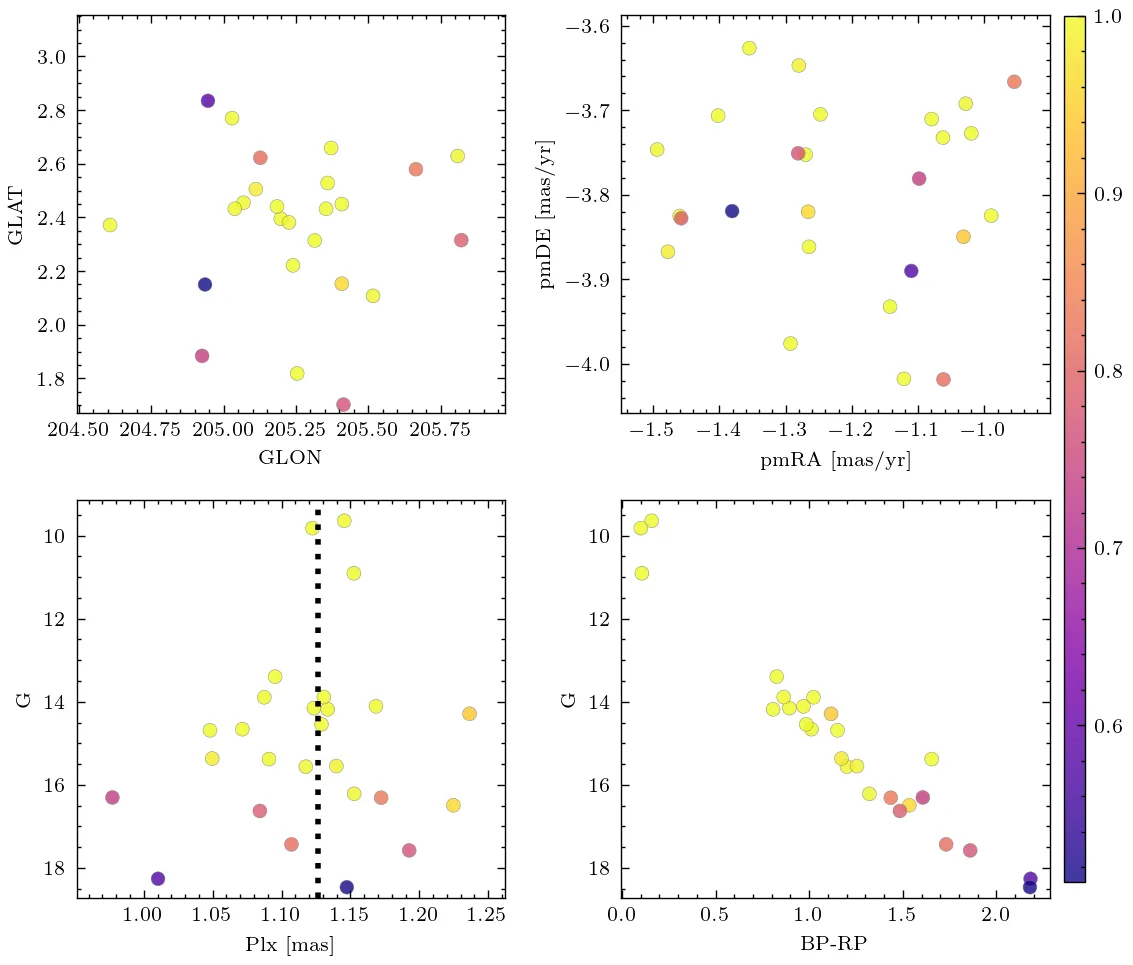 3.0
2.8
2.6
2.4
2.2
2.0
1.8
GLAT
204.50 204.75 205.00 205.25 205.50 205.75
GLON
−3.6
−3.7
−3.8
−3.9
−4.0
pmDE [mas/yr]
−1.5 −1.4 −1.3 −1.2 −1.1 −1.0
pmRA [mas/yr]
1.0
0.9
0.8
0.7
0.6
10
12
14
16
18
G
1.00 1.05 1.10 1.15 1.20 1.25
Plx [mas]
10
12
14
16
18
G
0.0 0.5 1.0 1.5 2.0
BP-RP